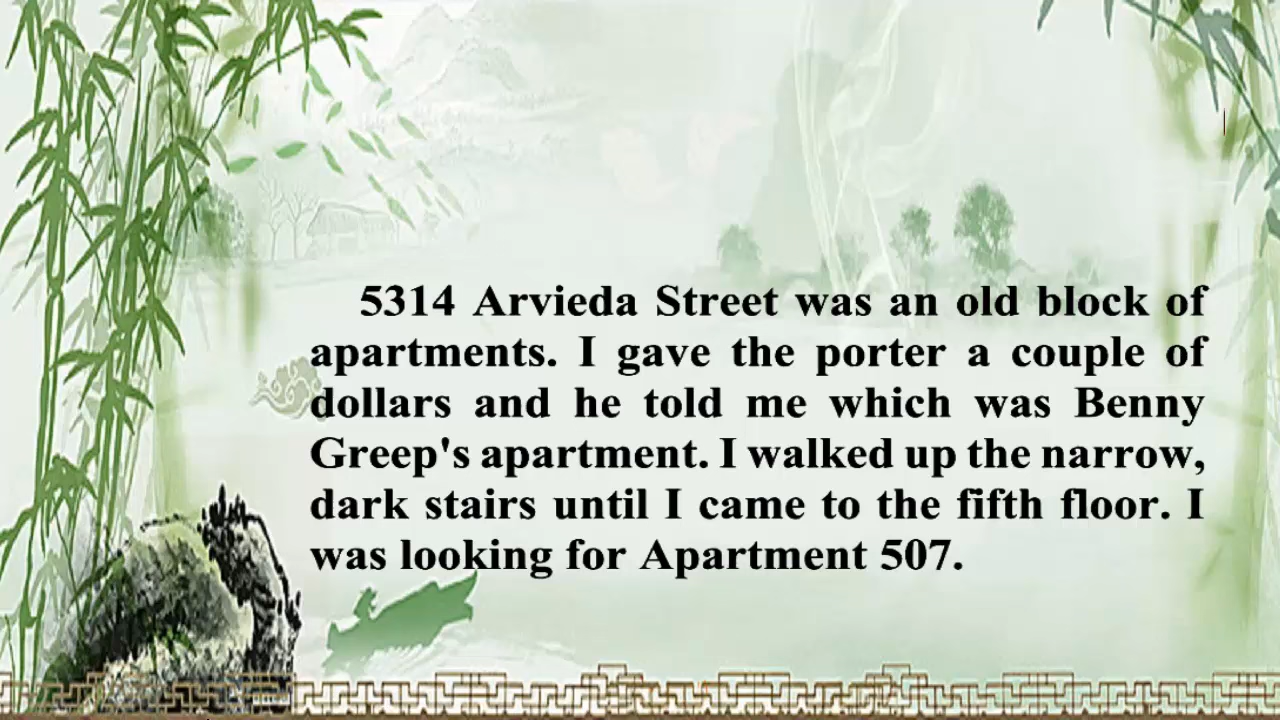 5314 Arvieda Street was an old block of
apartments. I gave the porter a couple of
dollars and he told me which was Benny
Greep's apartment. I walked up the narrow,
dark stairs until I came to the fifth floor. I
was looking for Apartment 507.